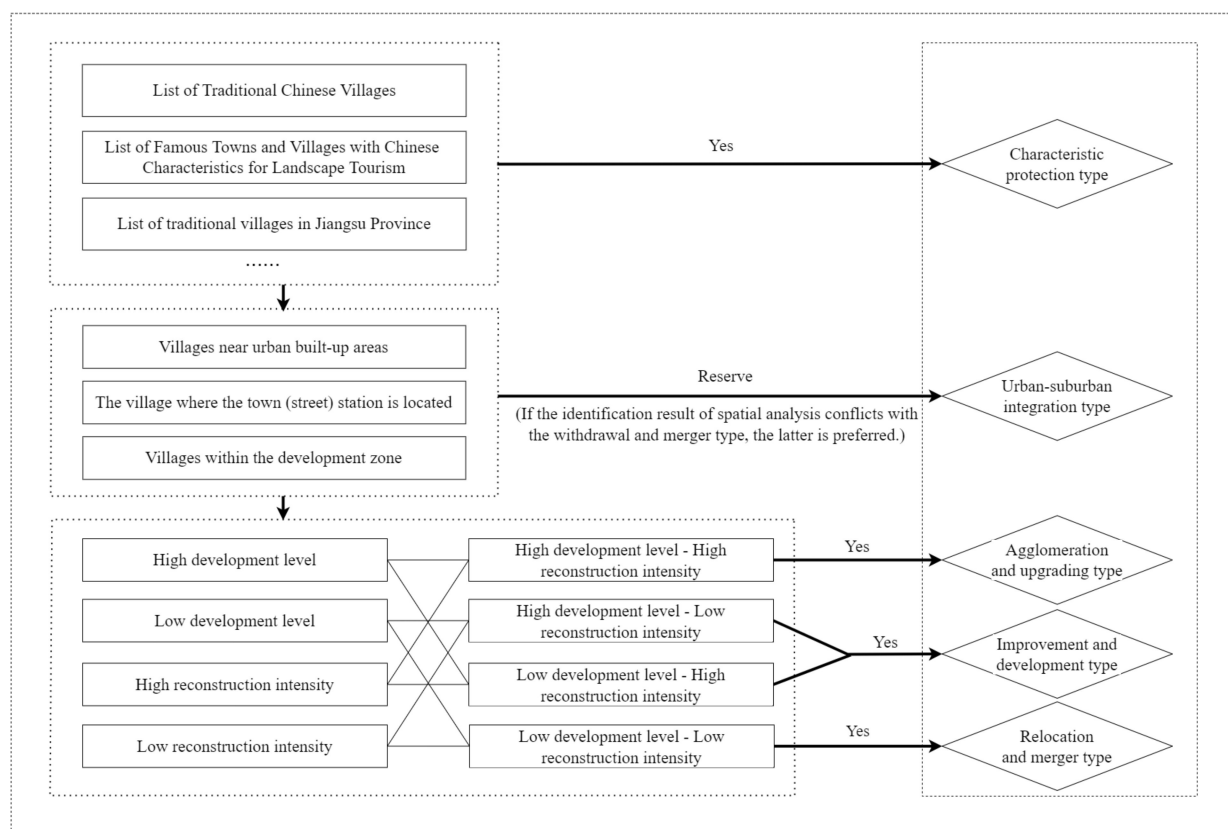 List of Traditional Chinese Villages
List of Famous Towns and Villages with Chinese
Characteristics for Landscape Tourism
List of traditional villages in Jiangsu Province
......
Yes
Characteristic
protection type
Villages near urban built-up areas
The village where the town (street) station is located
Villages within the development zone
Reserve
(If the identification result of spatial analysis conflicts with
the withdrawal and merger type, the latter is preferred.)
Urban-suburban
integration type
High development level
Low development level
High reconstruction intensity
Low reconstruction intensity
High development level - High
reconstruction intensity
High development level - Low
reconstruction intensity
Low development level - High
reconstruction intensity
Low development level - Low
reconstruction intensity
Yes
Yes
Yes
Agglomeration
and upgrading type
Improvement and
development type
Relocation
and merger type